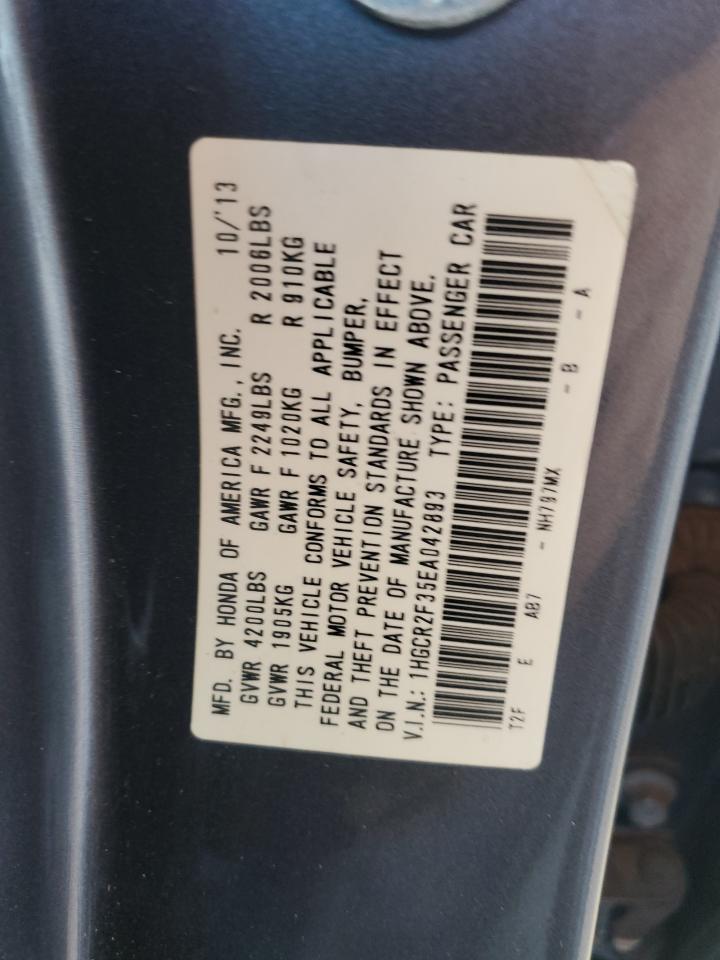 MFD. BY HONDA OF AMERICA MFG., INC. 10/'13
GVWR 4200LBS GAWR F 2249LBS R 2006LBS
GVWR 1905KG GAWR F 1020KG R 910KG
THIS VEHICLE CONFORMS TO ALL APPLICABLE
FEDERAL MOTOR VEHICLE SAFETY, BUMPER,
AND THEFT PREVENTION STANDARDS IN EFFECT
ON THE DATE OF MANUFACTURE SHOWN ABOVE.
V.I.N.: 1HGCR2F35EA042893 TYPE: PASSENGER CAR
T2F E AB7 - NH797MX - B - A